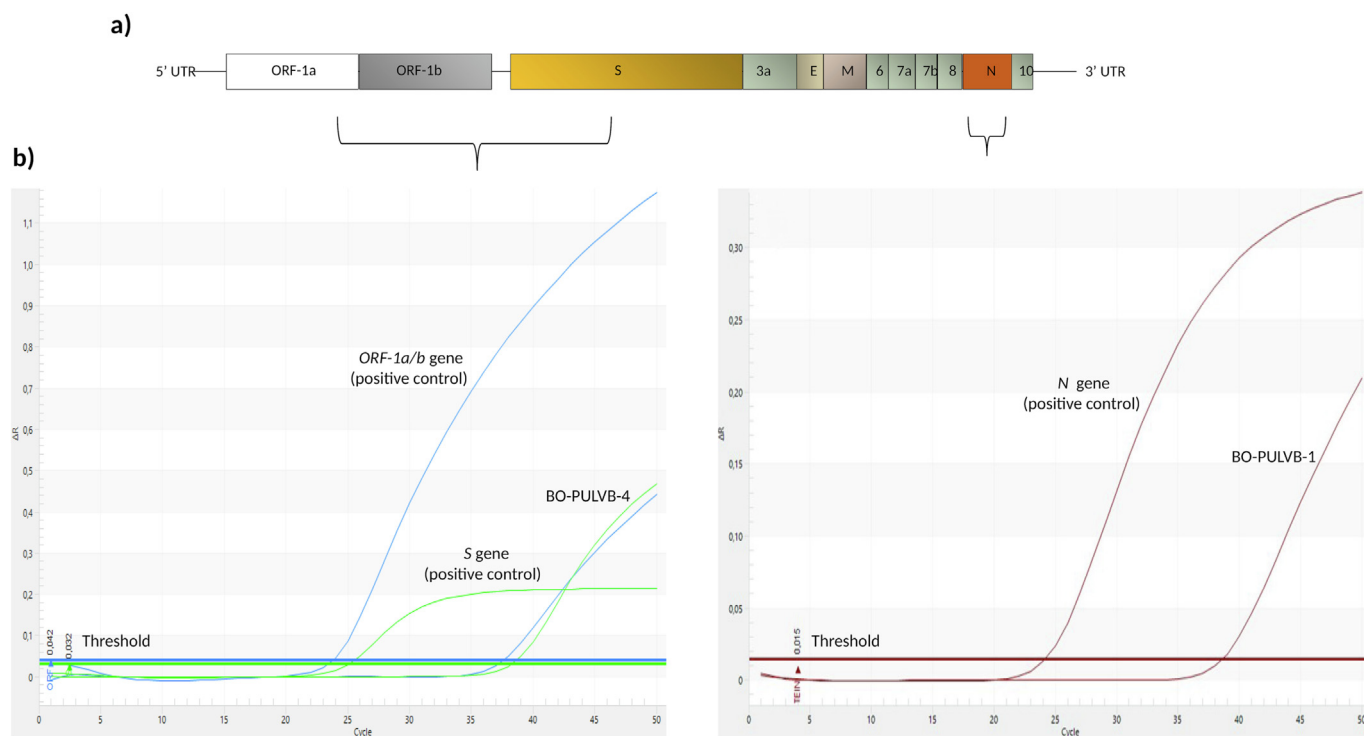 a)
5' UTR ORF-1a ORF-1b S 3a E M 6 7a 7b 8 N 10 3' UTR
b)
1,1
1,0
0,9
0,8
0,7
0,6
0,5
0,4
0,3
0,2
0,1
0
ΔR
ORF-1a/b gene
(positive control)
BO-PULVB-4
S gene
(positive control)
Threshold
0,042
0,032
0 5 10 15 20 25 30 35 40 45 50
Cycle
0,30
0,25
0,20
0,15
0,10
0,05
0
ΔR
N gene
(positive control)
BO-PULVB-1
Threshold
0,015
0 5 10 15 20 25 30 35 40 45 50
Cycle